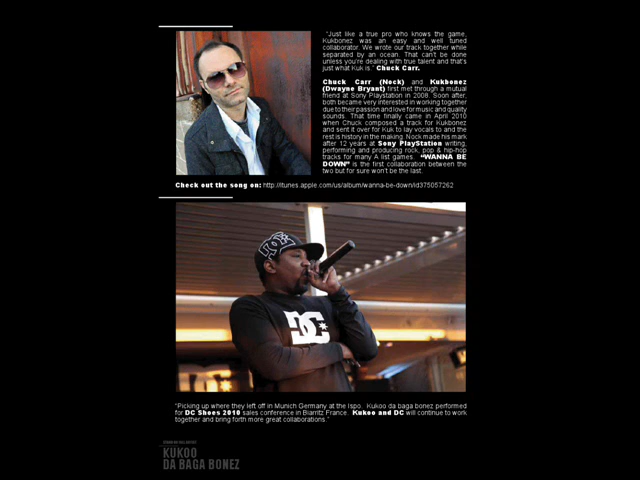 "Just like a true pro who knows the game,
Kukbonez was an easy and well tuned
collaborator. We wrote our track together while
separated by an ocean. That can't be done
unless you're dealing with true talent and that's
just what Kuk is." Chuck Carr.
Chuck Carr (Nock) and Kukbonez
(Dwayne Bryant) first met through a mutual
friend at Sony Playstation in 2006. Soon after,
both became very interested in working together
due to their passion and love for music and quality
sounds. That time finally came in April 2010
when Chuck composed a track for Kukbonez
and sent it over for Kuk to lay vocals to and the
rest is history in the making. Nock made his mark
after 12 years at Sony PlayStation writing,
performing and producing rock, pop & hip-hop
tracks for many A list games. "WANNA BE
DOWN" is the first collaboration between the
two but for sure won't be the last.
Check out the song on: http://itunes.apple.com/us/album/wanna-be-down/id375057262
DC
"Picking up where they left off in Munich Germany at the ispo. Kukoo da baga bonez performed
for DC Shoes 2010 sales conference in Biarritz France. Kukoo and DC will continue to work
together and bring forth more great collaborations."
KUKOO
DA BAGA BONEZ